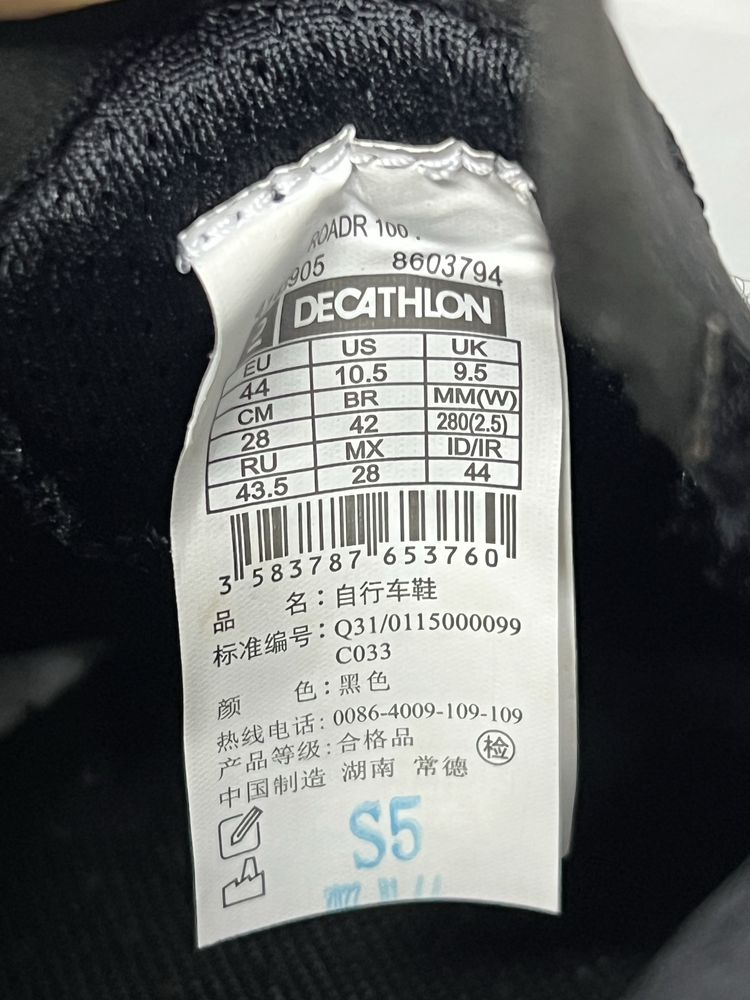 ROADR 100
905 8603794
DECATHLON
EU US UK
44 10.5 9.5
CM BR MM(W)
28 42 280(2.5)
RU MX ID/IR
43.5 28 44
3 583787 653760
品 名：自行车鞋
标准编号：Q31/0115000099
C033
颜 色：黑色
热线电话: 0086-4009-109-109
产品等级: 合格品 检
中国制造 湖南 常德
S5